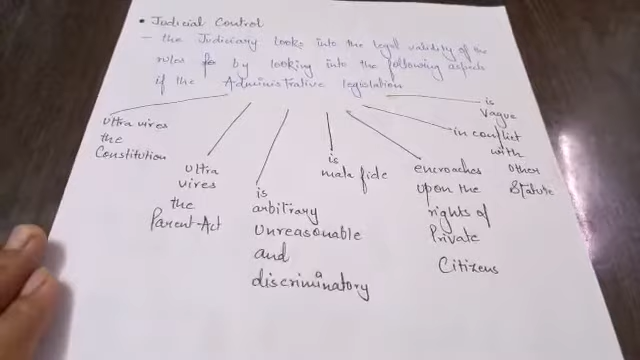 • Judicial Control
- the Judiciary looks into the legal validity of the
rules by looking into the following aspects
if the Administrative legislation
ultra vires
the
Constitution
ultra
vires
the
Parent-Act
is
arbitrary
unreasonable
and
discriminatory
is
mala fide
encroaches
upon the
rights of
Private
Citizens
in conflict
with
other
Statute
is
Vague